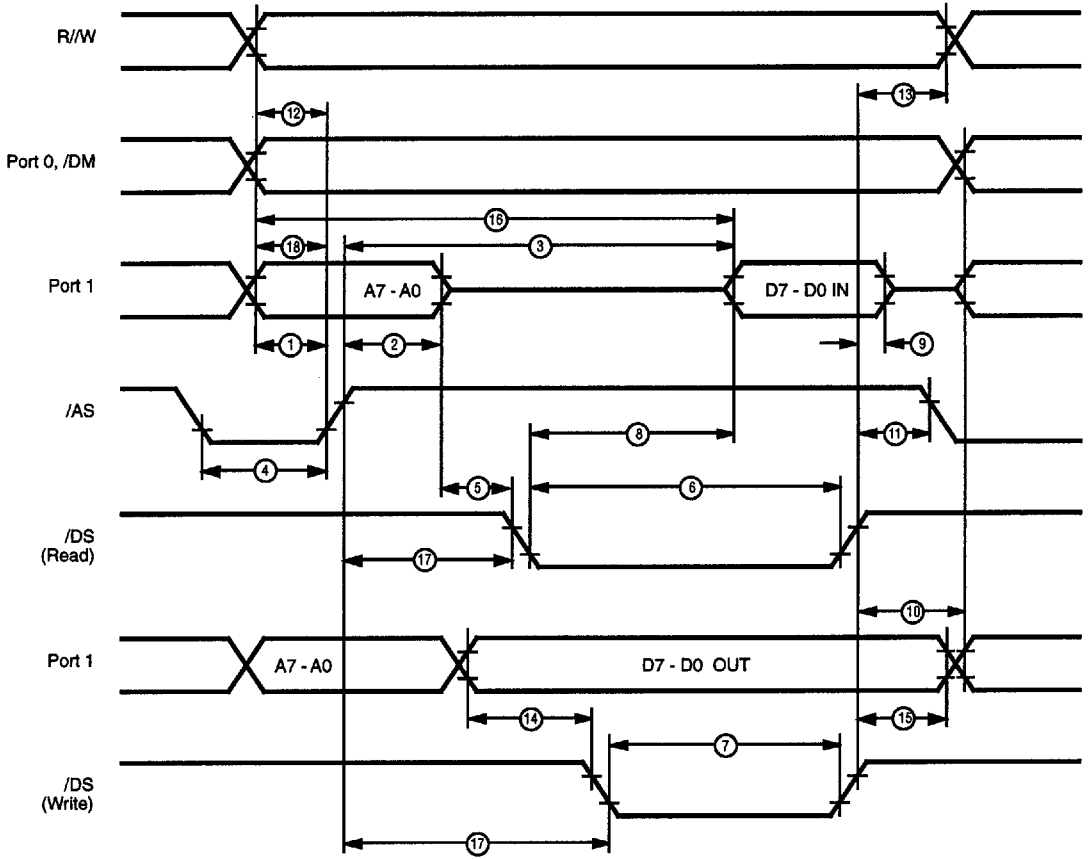 R//W
13
12
Port 0, /DM
16
18
3
Port 1
A7 - A0
D7 - D0 IN
1
2
9
/AS
8
11
4
5
6
/DS
(Read)
17
10
Port 1
A7 - A0
D7 - D0 OUT
14
15
7
/DS
(Write)
17